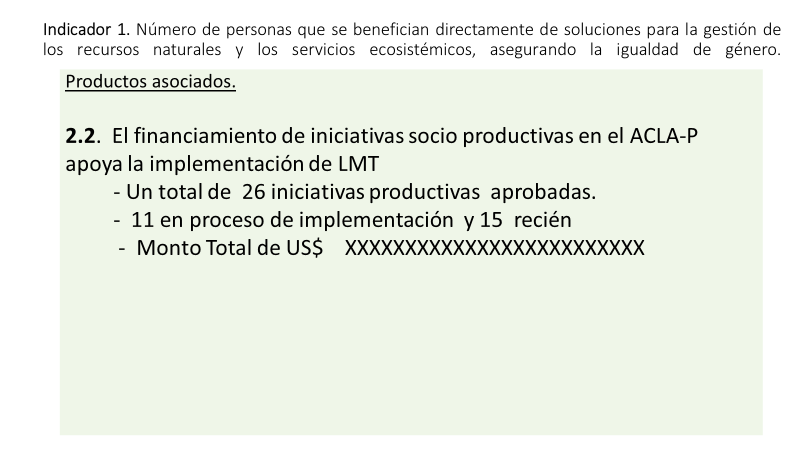 Indicador 1. Número de personas que se benefician directamente de soluciones para la gestión de
los recursos naturales y los servicios ecosistémicos, asegurando la igualdad de género.
Productos asociados.
2.2. El financiamiento de iniciativas socio productivas en el ACLA-P
apoya la implementación de LMT
- Un total de 26 iniciativas productivas aprobadas.
- 11 en proceso de implementación y 15 recién
- Monto Total de US$ XXXXXXXXXXXXXXXXXXXXXXXXX